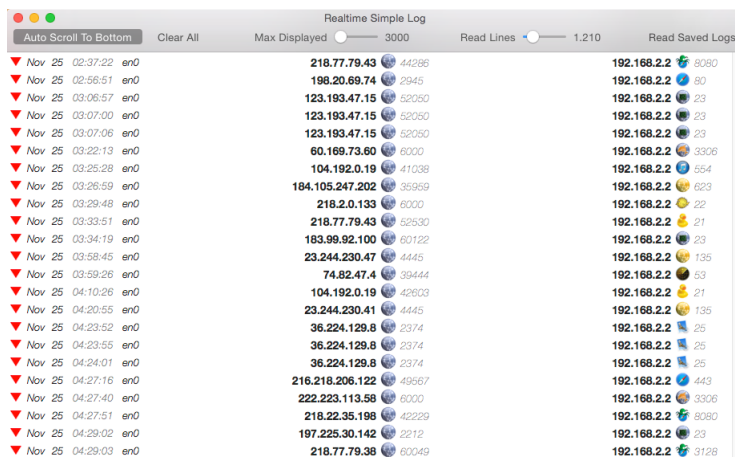 Realtime Simple Log
Auto Scroll To Bottom Clear All Max Displayed 3000 Read Lines 1.210 Read Saved Logs
Nov 25 02:37:22 en0 218.77.79.43 44286 192.168.2.2 8080
Nov 25 02:56:51 en0 198.20.69.74 2945 192.168.2.2 80
Nov 25 03:06:57 en0 123.193.47.15 52050 192.168.2.2 23
Nov 25 03:07:00 en0 123.193.47.15 52050 192.168.2.2 23
Nov 25 03:07:06 en0 123.193.47.15 52050 192.168.2.2 23
Nov 25 03:22:13 en0 60.169.73.60 6000 192.168.2.2 3306
Nov 25 03:25:28 en0 104.192.0.19 41038 192.168.2.2 554
Nov 25 03:26:59 en0 184.105.247.202 35959 192.168.2.2 623
Nov 25 03:29:48 en0 218.2.0.133 6000 192.168.2.2 22
Nov 25 03:33:51 en0 218.77.79.43 52530 192.168.2.2 21
Nov 25 03:34:19 en0 183.99.92.100 60122 192.168.2.2 23
Nov 25 03:58:45 en0 23.244.230.47 4445 192.168.2.2 135
Nov 25 03:59:26 en0 74.82.47.4 39444 192.168.2.2 53
Nov 25 04:10:26 en0 104.192.0.19 42603 192.168.2.2 21
Nov 25 04:20:55 en0 23.244.230.41 4445 192.168.2.2 135
Nov 25 04:23:52 en0 36.224.129.8 2374 192.168.2.2 25
Nov 25 04:23:55 en0 36.224.129.8 2374 192.168.2.2 25
Nov 25 04:24:01 en0 36.224.129.8 2374 192.168.2.2 25
Nov 25 04:27:16 en0 216.218.206.122 49567 192.168.2.2 443
Nov 25 04:27:40 en0 222.223.113.58 6000 192.168.2.2 3306
Nov 25 04:27:51 en0 218.22.35.198 42229 192.168.2.2 8080
Nov 25 04:29:02 en0 197.225.30.142 2212 192.168.2.2 23
Nov 25 04:29:03 en0 218.77.79.38 60049 192.168.2.2 3128